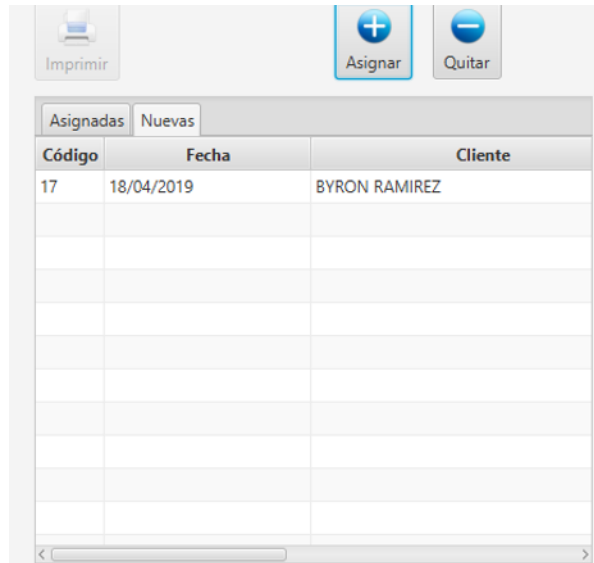 Imprimir
Asignar
Quitar
Asignadas
Nuevas
Código Fecha Cliente
17 18/04/2019 BYRON RAMIREZ